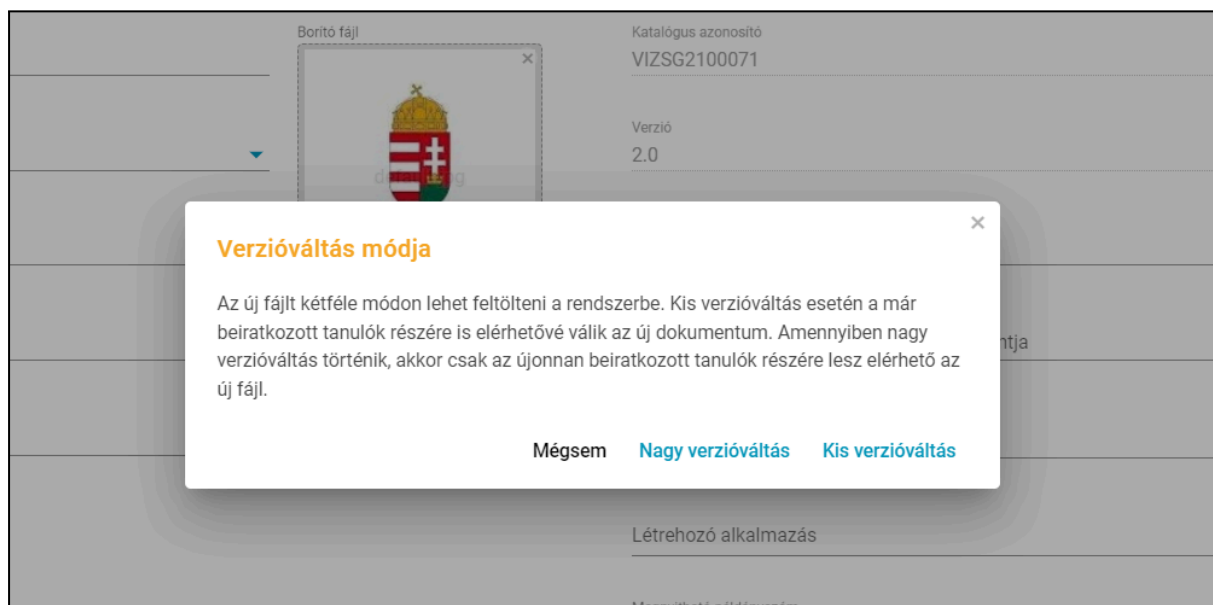 Borító fájl
Katalógus azonosító
VIZSG2100071
Verzió
2.0
Verzióváltás módja
Az új fájlt kétféle módon lehet feltölteni a rendszerbe. Kis verzióváltás esetén a már
beiratkozott tanulók részére is elérhetővé válik az új dokumentum. Amennyiben nagy
verzióváltás történik, akkor csak az újonnan beiratkozott tanulók részére lesz elérhető az
új fájl.
ntja
Mégsem Nagy verzióváltás Kis verzióváltás
Létrehozó alkalmazás